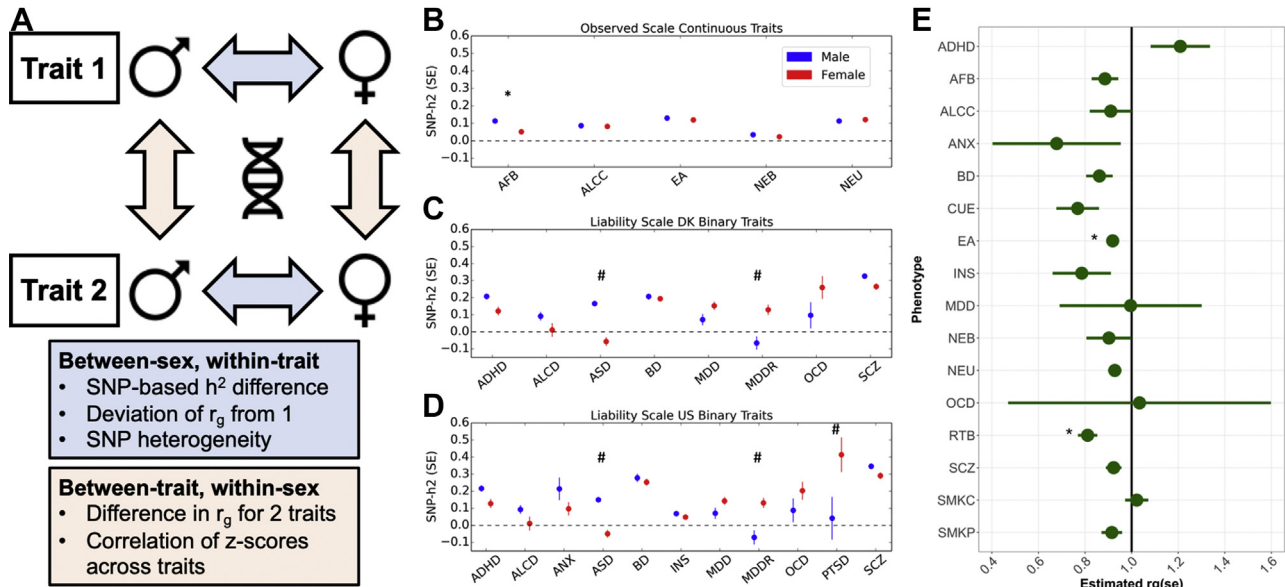 A
Trait 1
Trait 2
Between-sex, within-trait
• SNP-based h² difference
• Deviation of rg from 1
• SNP heterogeneity
Between-trait, within-sex
• Difference in rg for 2 traits
• Correlation of z-scores
across traits
B
Observed Scale Continuous Traits
Male
Female
SNP-h2 (SE)
0.6
0.5
0.4
0.3
0.2
0.1
0.0
−0.1
*
AFB ALCC EA NEB NEU
C
Liability Scale DK Binary Traits
SNP-h2 (SE)
0.6
0.5
0.4
0.3
0.2
0.1
0.0
−0.1
# #
ADHD ALCD ASD BD MDD MDDR OCD SCZ
D
Liability Scale US Binary Traits
SNP-h2 (SE)
0.6
0.5
0.4
0.3
0.2
0.1
0.0
−0.1
# # #
ADHD ALCD ANX ASD BD INS MDD MDDR OCD PTSD SCZ
E
Phenotype
ADHD
AFB
ALCC
ANX
BD
CUE
EA *
INS
MDD
NEB
NEU
OCD
RTB *
SCZ
SMKC
SMKP
0.4 0.6 0.8 1.0 1.2 1.4 1.6
Estimated rg(se)